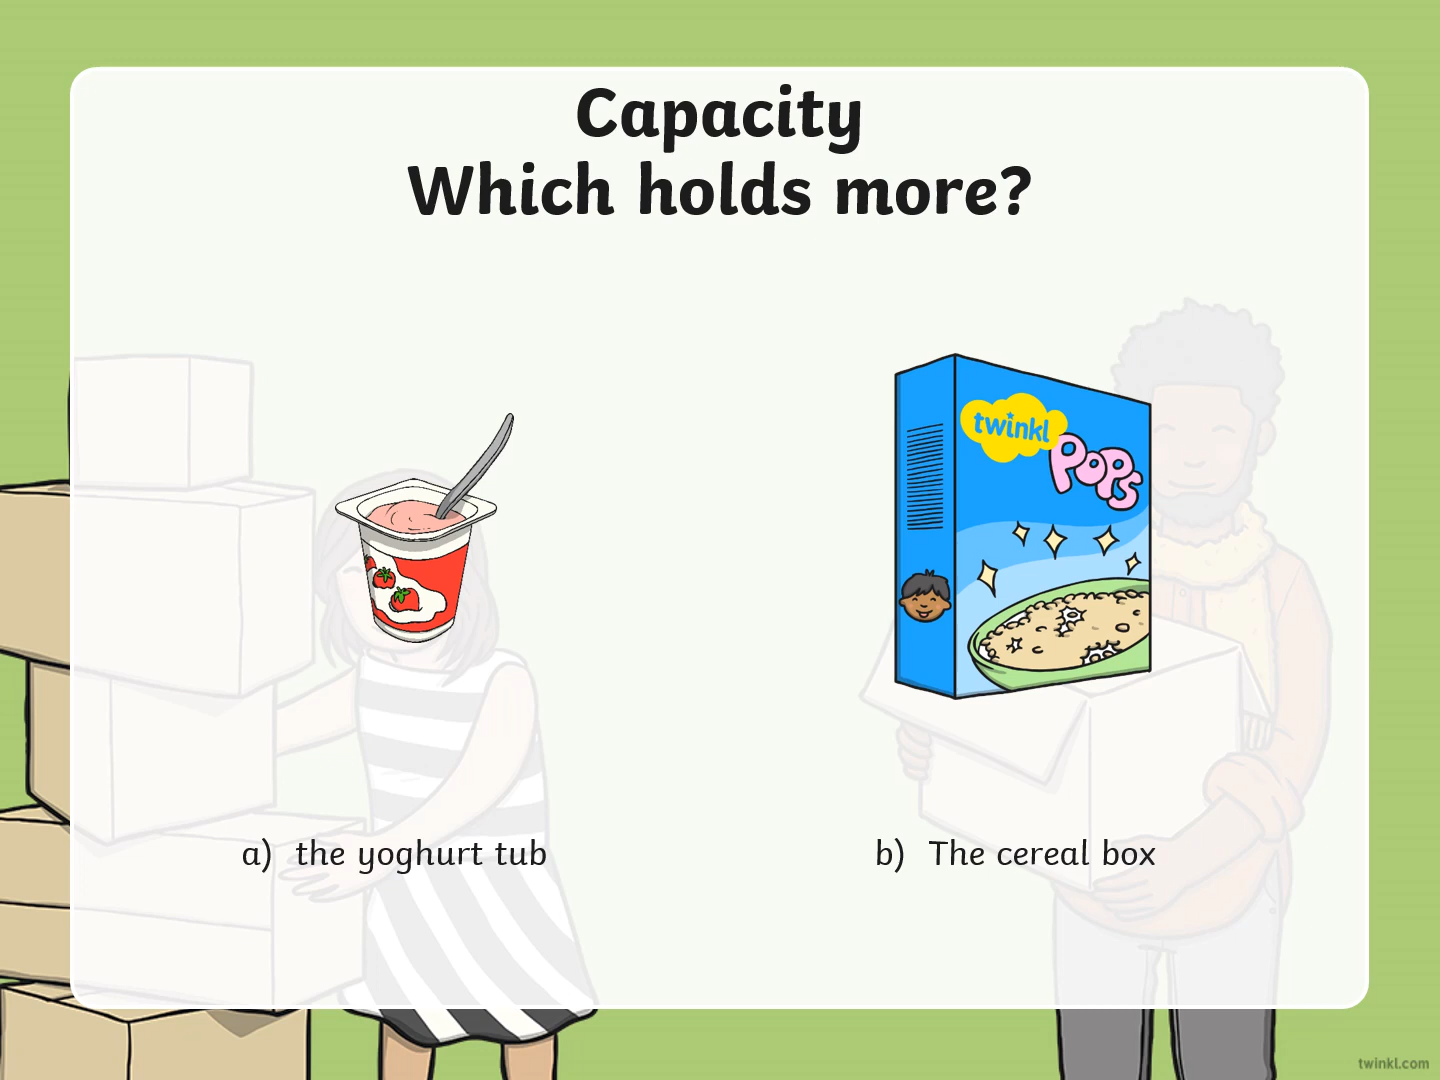 Capacity
Which holds more?
twinkl
Pops
a) the yoghurt tub
b) The cereal box
twinkl.com